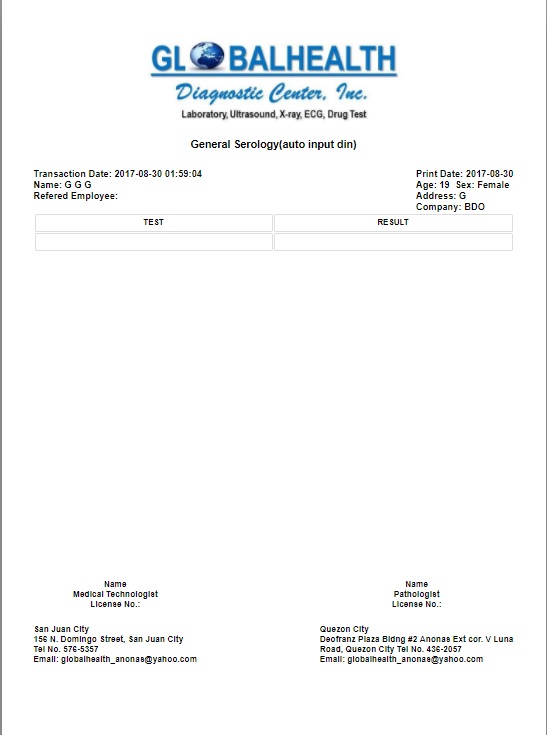 GLOBALHEALTH
Diagnostic Center, Inc.
Laboratory, Ultrasound, X-ray, ECG, Drug Test
General Serology(auto input din)
Transaction Date: 2017-08-30 01:59:04
Name: G G G
Refered Employee:
Print Date: 2017-08-30
Age: 19 Sex: Female
Address: G
Company: BDO
TEST RESULT
Name
Medical Technologist
License No.:
Name
Pathologist
License No.:
San Juan City
156 N. Domingo Street, San Juan City
Tel No. 576-5357
Email: globalhealth_anonas@yahoo.com
Quezon City
Deofranz Plaza Bldng #2 Anonas Ext cor. V Luna
Road, Quezon City Tel No. 436-2057
Email: globalhealth_anonas@yahoo.com